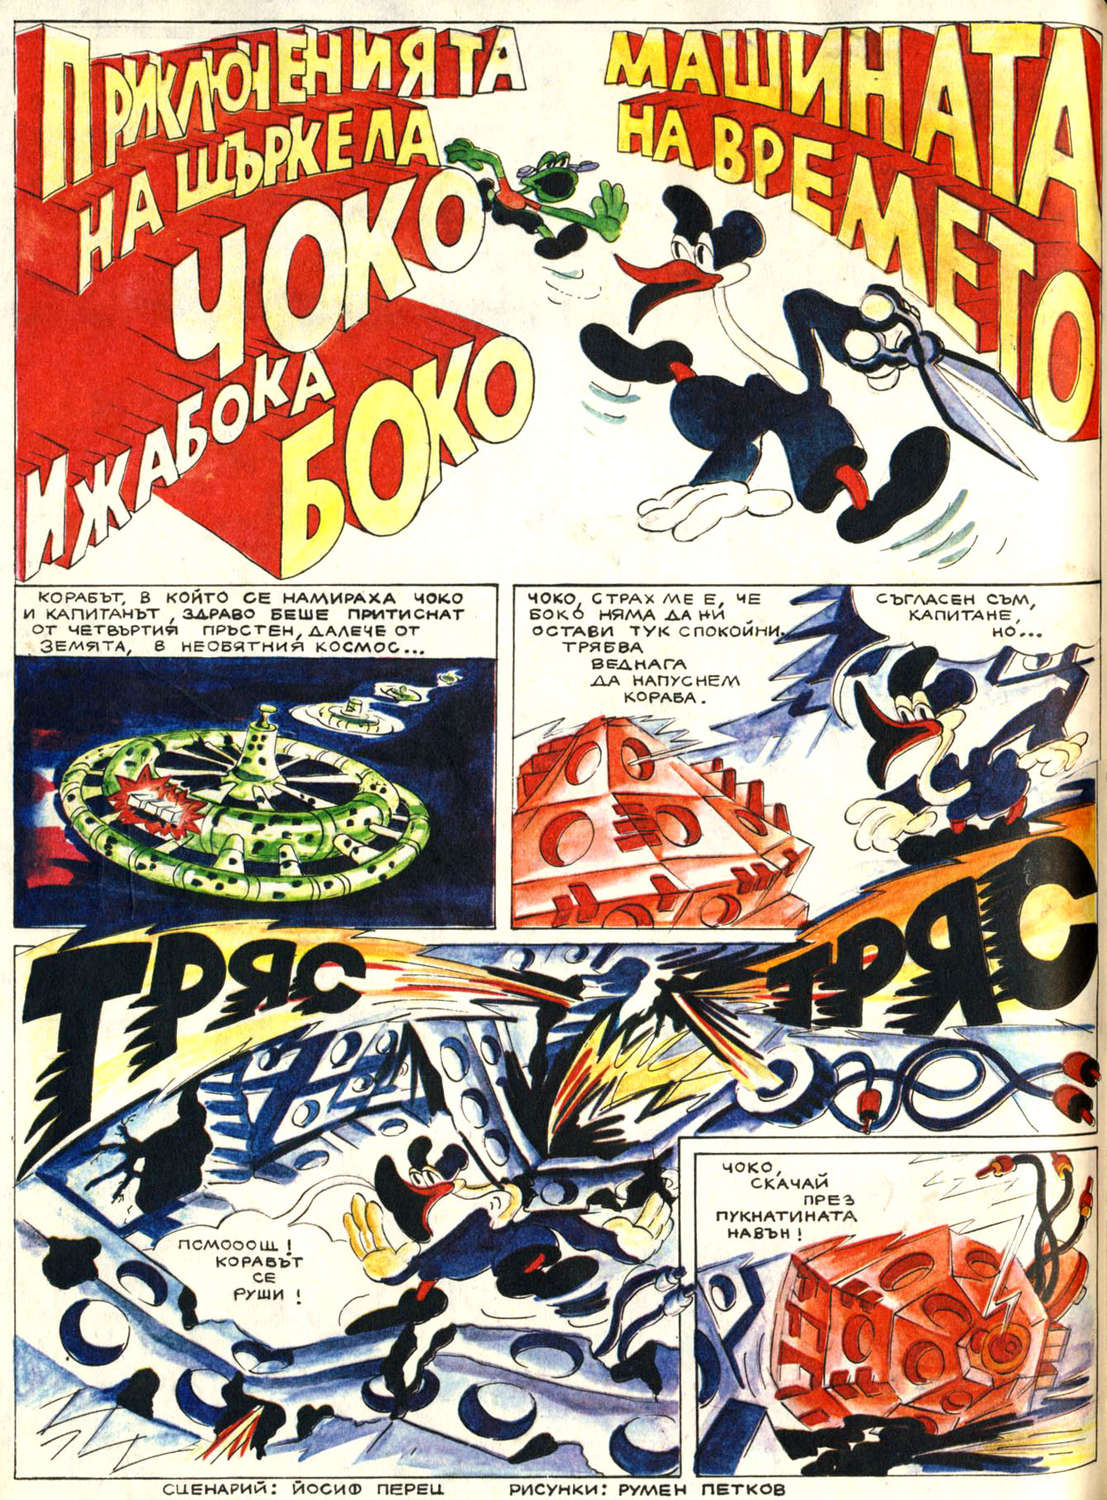 ПРИКЛЮЧЕНИЯТА
НА ЩЪРКЕЛА
ЧОКО
И ЖАБОКА
БОКО
МАШИНАТА
НА ВРЕМЕТО
КОРАБЪТ, В КОЙТО СЕ НАМИРАХА ЧОКО
И КАПИТАНЪТ, ЗДРАВО БЕШЕ ПРИТИСНАТ
ОТ ЧЕТВЪРТИЯ ПРЪСТЕН, ДАЛЕЧЕ ОТ
ЗЕМЯТА, В НЕОБЯТНИЯ КОСМОС...
ЧОКО, СТРАХ МЕ Е, ЧЕ
БОКО НЯМА ДА НИ
ОСТАВИ ТУК СПОКОЙНИ.
ТРЯБВА
ВЕДНАГА
ДА НАПУСНЕМ
КОРАБА.
СЪГЛАСЕН СЪМ,
КАПИТАНЕ,
НО...
ТРЯС
ТРЯС
ПОМОООЩ!
КОРАБЪТ
СЕ
РУШИ!
ЧОКО,
СКАЧАЙ
ПРЕЗ
ПУКНАТИНАТА
НАВЪН!
СЦЕНАРИЙ: ЙОСИФ ПЕРЕЦ РИСУНКИ: РУМЕН ПЕТКОВ